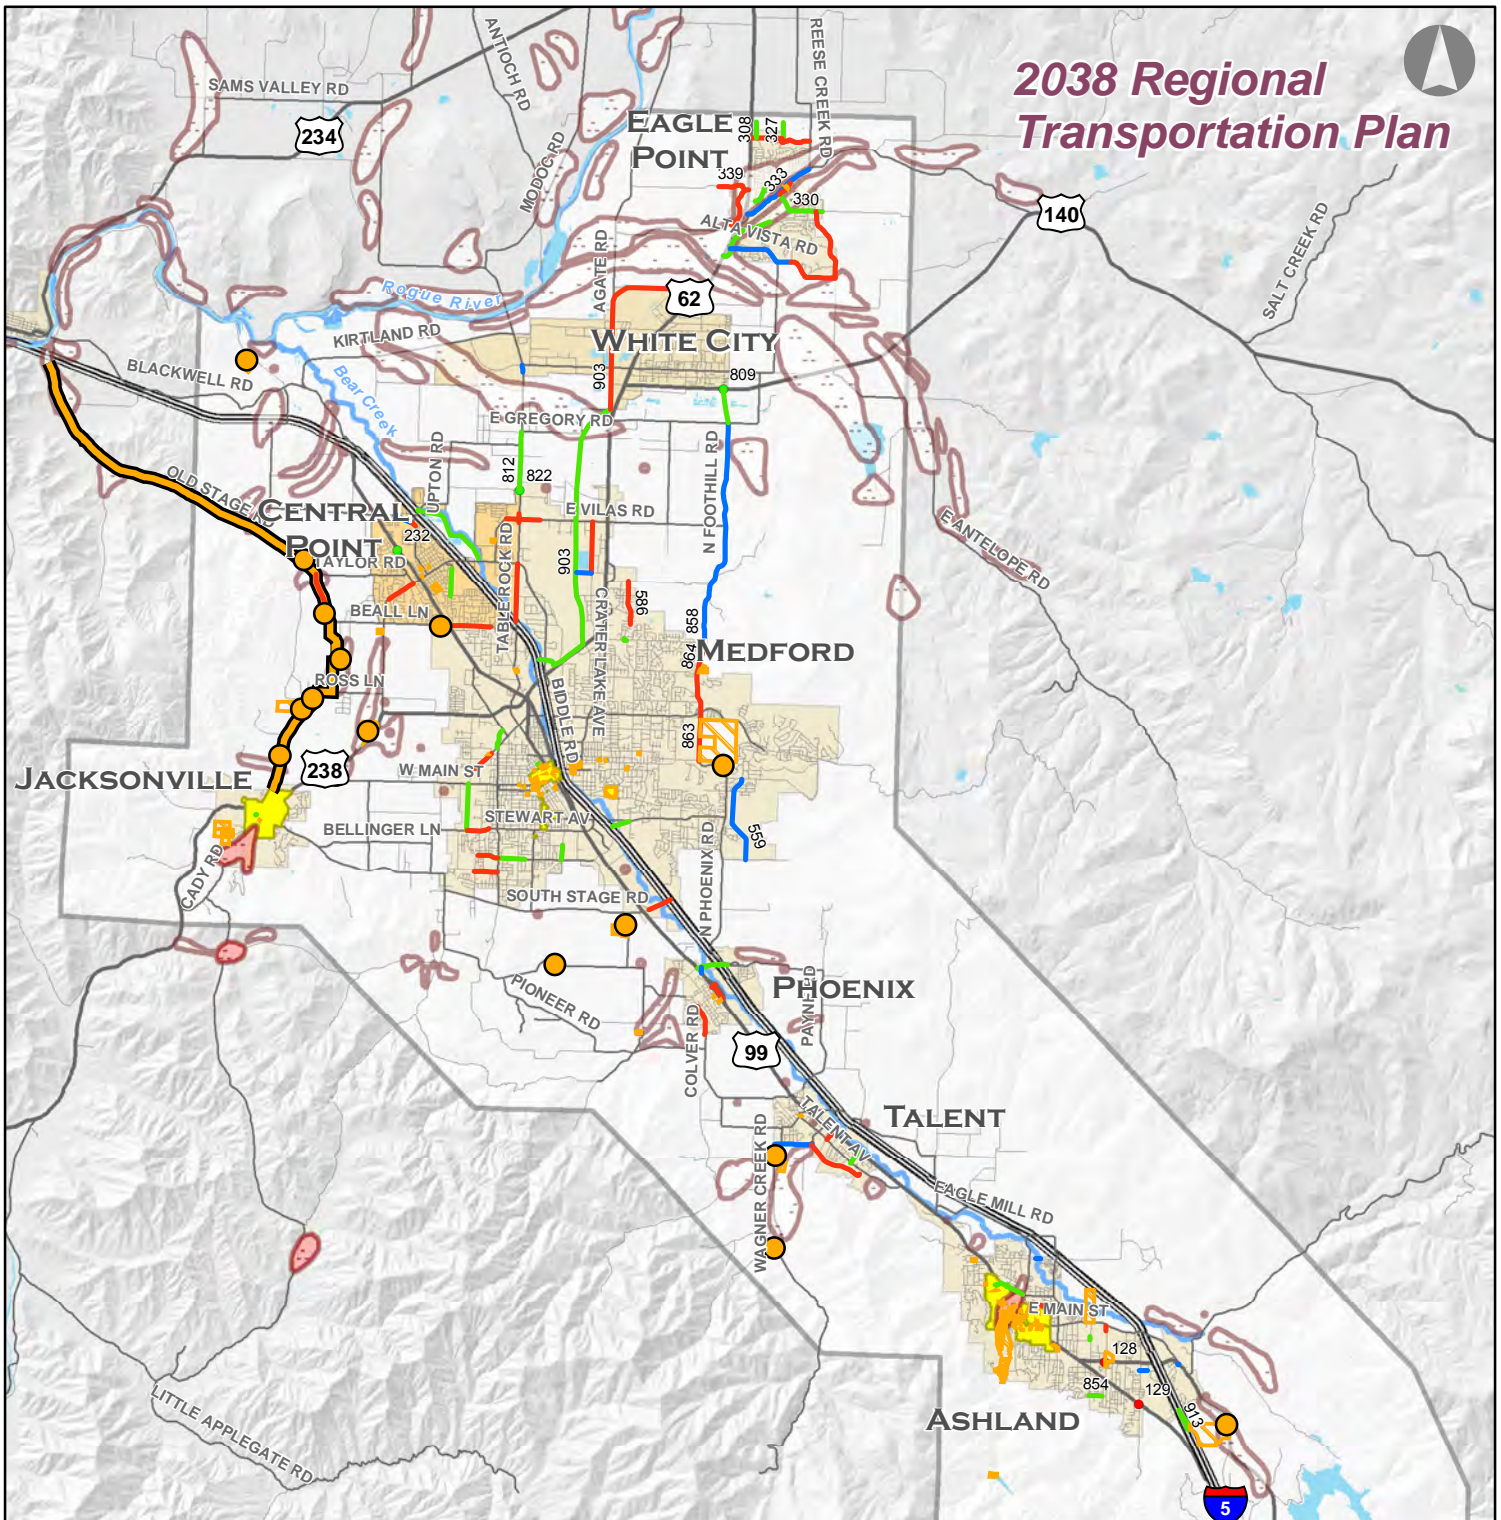 2038 Regional
Transportation Plan
SAMS VALLEY RD
ANTIOCH RD
REESE CREEK RD
234
MODOC RD
EAGLE
POINT
308
327
339
333
330
ALTA VISTA RD
140
SALT CREEK RD
AGATE RD
62
Rogue River
KIRTLAND RD
WHITE CITY
BLACKWELL RD
Bear Creek
903
809
E GREGORY RD
UPTON RD
812
822
N FOOTHILL RD
OLD STAGE RD
CENTRAL
POINT
232
TAYLOR RD
E VILAS RD
TABLE ROCK RD
903
E ANTELOPE RD
BEALL LN
CRATER LAKE AVE
586
858
864
MEDFORD
ROSS LN
BIDDLE RD
863
JACKSONVILLE
238
W MAIN ST
STEWART AV
BELLINGER LN
559
CADY RD
SOUTH STAGE RD
N PHOENIX RD
PIONEER RD
PHOENIX
COLVER RD
99
TALENT AV
TALENT
WAGNER CREEK RD
EAGLE MILL RD
E MAIN ST
128
854
129
913
ASHLAND
LITTLE APPLEGATE RD
5